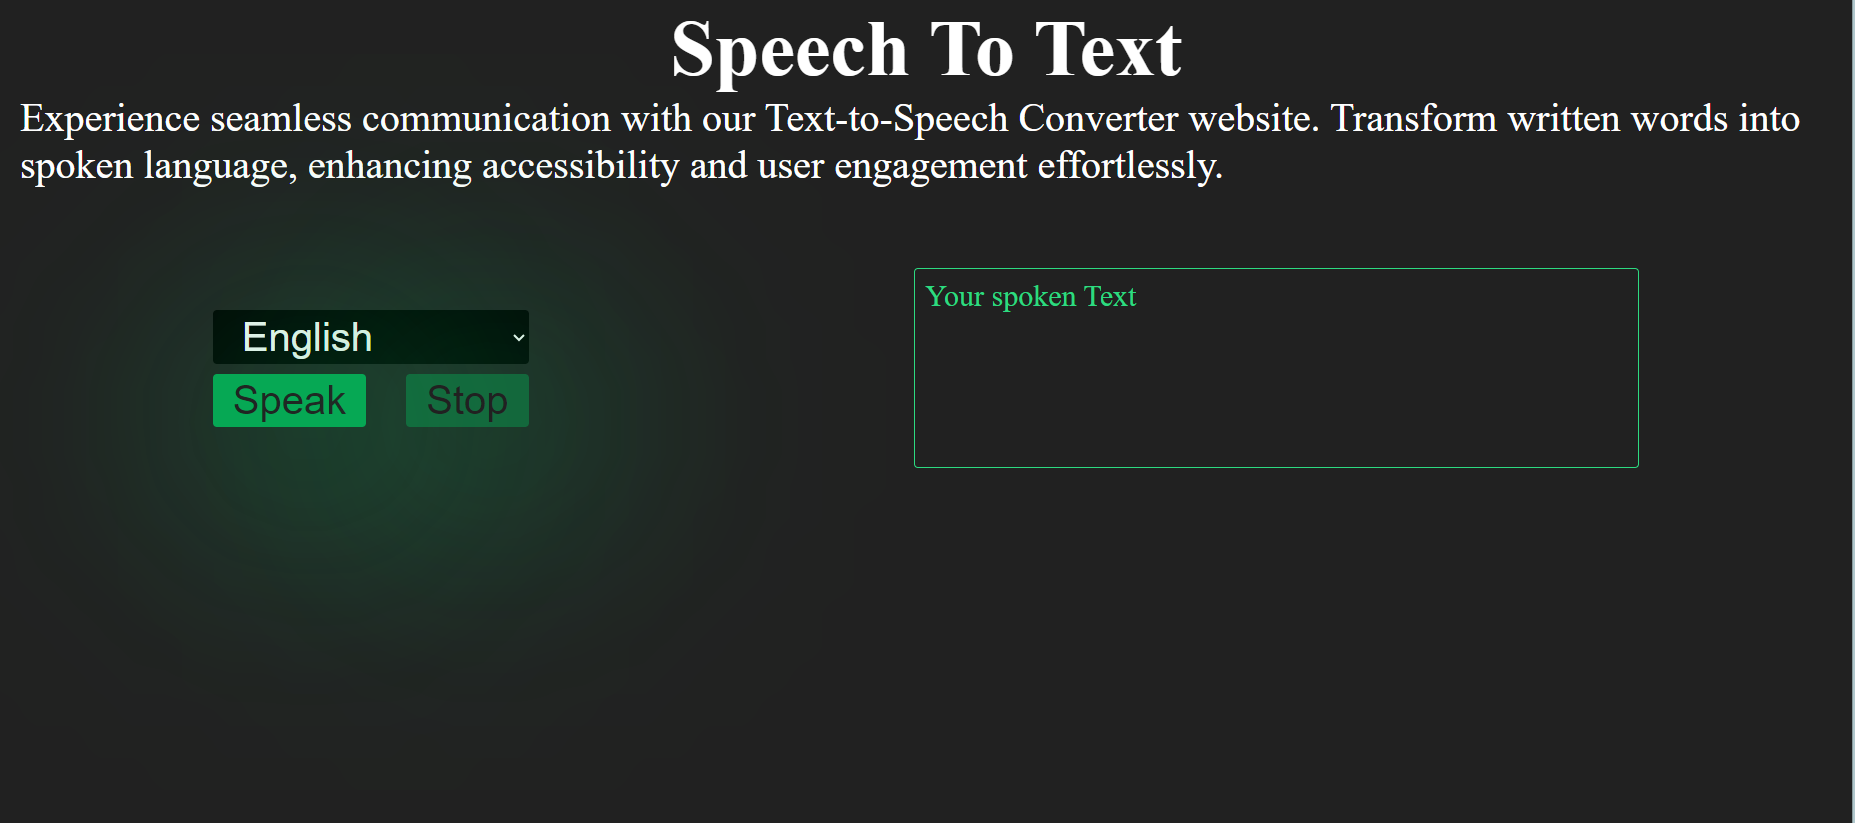 Speech To Text
Experience seamless communication with our Text-to-Speech Converter website. Transform written words into
spoken language, enhancing accessibility and user engagement effortlessly.
English
Speak Stop
Your spoken Text